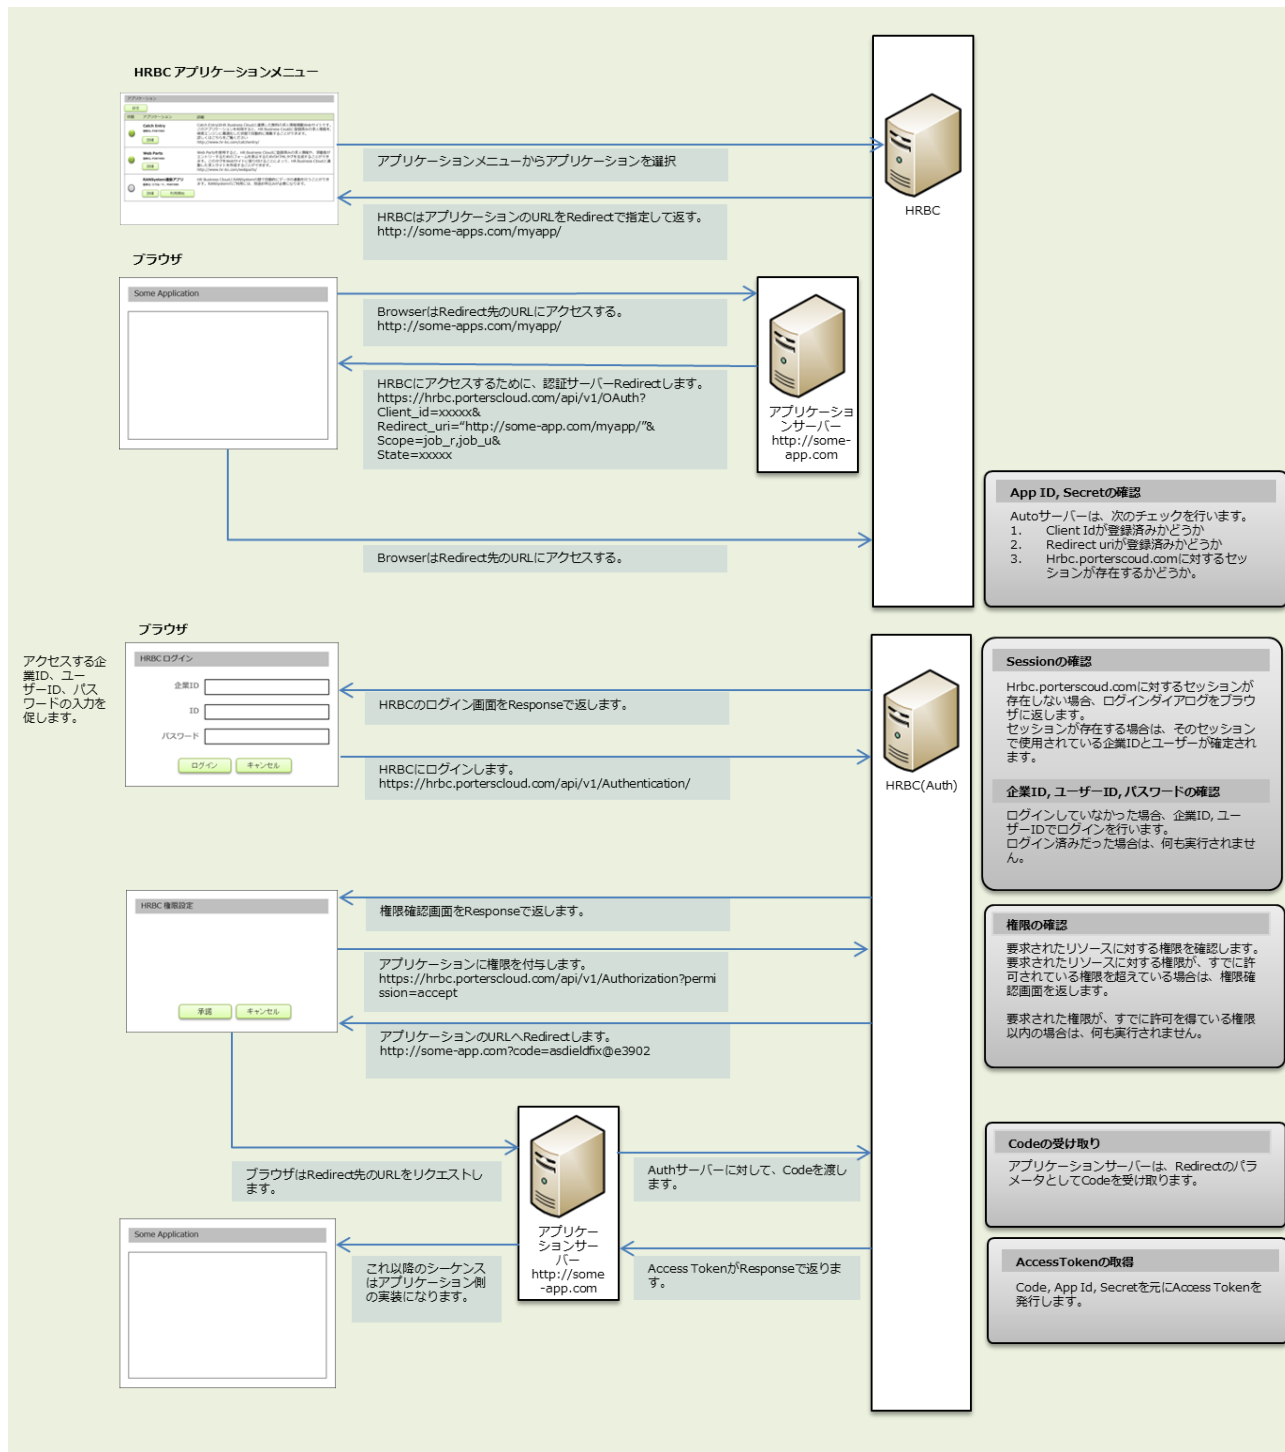 HRBC アプリケーションメニュー
アプリケーション
アプリケーション
詳細
Catch Entry
詳細
Web Parts
詳細
詳細
利用開始
アプリケーションメニューからアプリケーションを選択
HRBCはアプリケーションのURLをRedirectで指定して返す。
http://some-apps.com/myapp/
HRBC
ブラウザ
Some Application
BrowserはRedirect先のURLにアクセスする。
http://some-apps.com/myapp/
HRBCにアクセスするために、認証サーバーRedirectします。
https://hrbc.porterscloud.com/api/v1/OAuth?
Client_id=xxxxx&
Redirect_uri=“http://some-app.com/myapp/”&
Scope=job_r,job_u&
State=xxxxx
アプリケーショ
ンサーバー
http://some-
app.com
BrowserはRedirect先のURLにアクセスする。
App ID, Secretの確認
Autoサーバーは、次のチェックを行います。
1. Client Idが登録済みかどうか
2. Redirect uriが登録済みかどうか
3. Hrbc.porterscoud.comに対するセッ
ションが存在するかどうか。
ブラウザ
アクセスする企
業ID、ユー
ザーID、パス
ワードの入力を
促します。
HRBC ログイン
企業ID
ID
パスワード
ログイン
キャンセル
HRBCのログイン画面をResponseで返します。
HRBCにログインします。
https://hrbc.porterscloud.com/api/v1/Authentication/
HRBC(Auth)
Sessionの確認
Hrbc.porterscoud.comに対するセッションが
存在しない場合、ログインダイアログをブラウ
ザに返します。
セッションが存在する場合は、そのセッション
で使用されている企業IDとユーザーが確定され
ます。
企業ID, ユーザーID, パスワードの確認
ログインしていなかった場合、企業ID, ユー
ザーIDでログインを行います。
ログイン済みだった場合は、何も実行されませ
ん。
HRBC 権限設定
承諾
キャンセル
権限確認画面をResponseで返します。
アプリケーションに権限を付与します。
https://hrbc.porterscloud.com/api/v1/Authorization?permi
ssion=accept
アプリケーションのURLへRedirectします。
http://some-app.com?code=asdieldfix@e3902
権限の確認
要求されたリソースに対する権限を確認します。
要求されたリソースに対する権限が、すでに許
可されている権限を超えている場合は、権限確
認画面を返します。
要求された権限が、すでに許可を得ている権限
以内の場合は、何も実行されません。
ブラウザはRedirect先のURLをリクエストし
ます。
Authサーバーに対して、Codeを渡し
ます。
Codeの受け取り
アプリケーションサーバーは、Redirectのパラ
メータとしてCodeを受け取ります。
Some Application
これ以降のシーケンス
はアプリケーション側
の実装になります。
アプリケー
ションサー
バー
http://some
-app.com
Access TokenがResponseで返りま
す。
AccessTokenの取得
Code, App Id, Secretを元にAccess Tokenを
発行します。